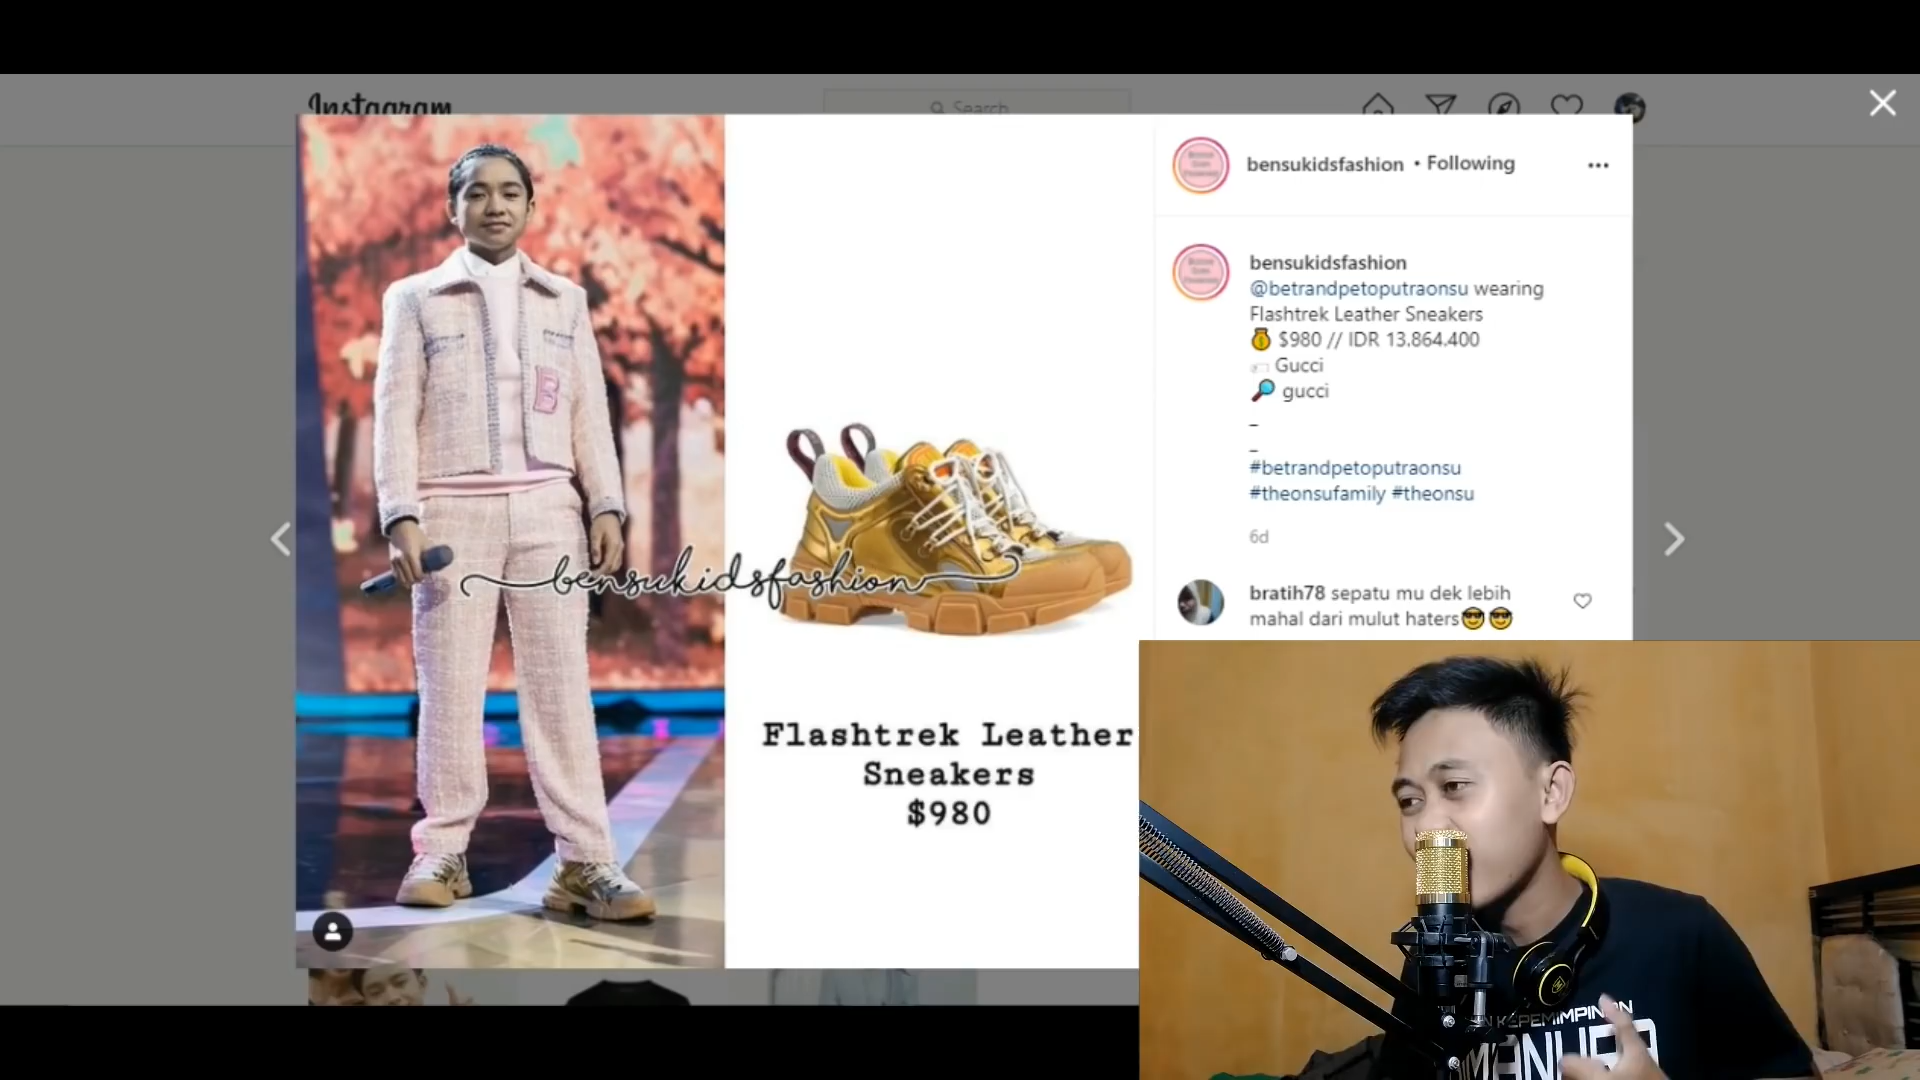 Instagram
Search
bensukidsfashion • Following
bensukidsfashion
@betrandpetoputraonsu wearing
Flashtrek Leather Sneakers
💰 $980 // IDR 13.864.400
Gucci
🔎 gucci
-
-
#betrandpetoputraonsu
#theonsufamily #theonsu
6d
bratih78 sepatu mu dek lebih
mahal dari mulut haters😎😎
B
bensukidsfashion
Flashtrek Leather
Sneakers
$980
KEPEMIMPINAN